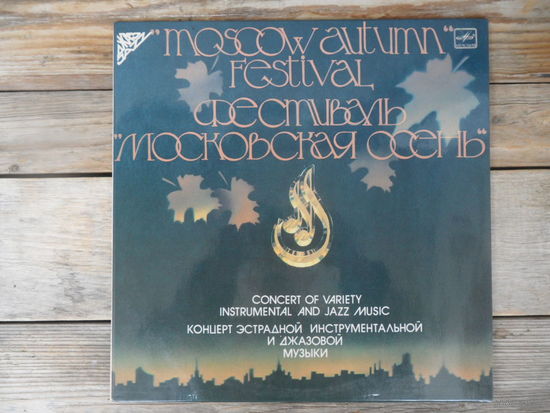 "Moscow autumn"
Festival
Фестиваль
"Московская осень"
CONCERT OF VARIETY
INSTRUMENTAL AND JAZZ MUSIC
КОНЦЕРТ ЭСТРАДНОЙ ИНСТРУМЕНТАЛЬНОЙ
И ДЖАЗОВОЙ
МУЗЫКИ